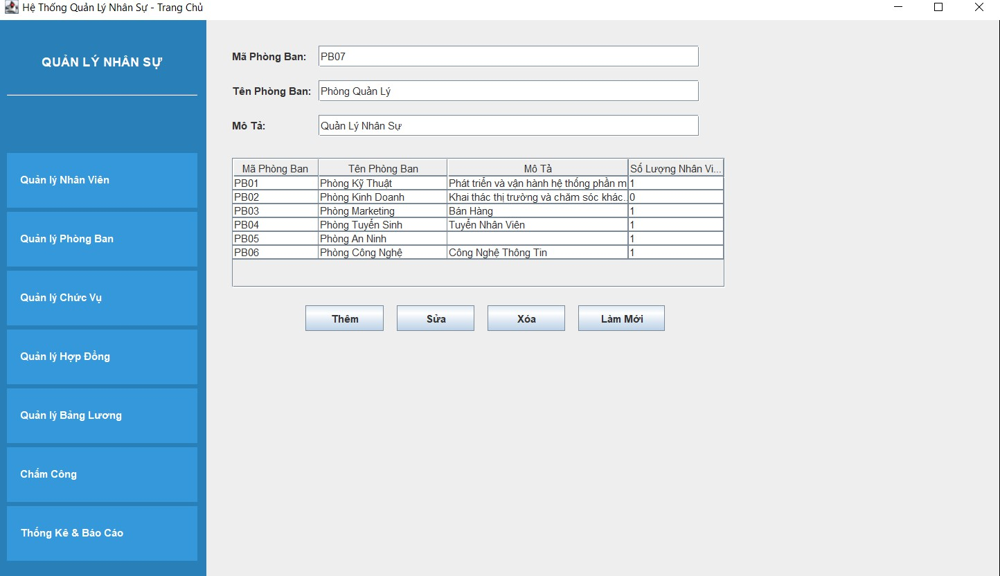 Hệ Thống Quản Lý Nhân Sự - Trang Chủ
QUẢN LÝ NHÂN SỰ
Quản lý Nhân Viên
Quản lý Phòng Ban
Quản lý Chức Vụ
Quản lý Hợp Đồng
Quản lý Bảng Lương
Chấm Công
Thống Kê & Báo Cáo
Mã Phòng Ban: PB07
Tên Phòng Ban: Phòng Quản Lý
Mô Tả: Quản Lý Nhân Sự
Mã Phòng Ban Tên Phòng Ban Mô Tả Số Lượng Nhân Vi...
PB01 Phòng Kỹ Thuật Phát triển và vận hành hệ thống phần m 1
PB02 Phòng Kinh Doanh Khai thác thị trường và chăm sóc khác... 0
PB03 Phòng Marketing Bán Hàng 1
PB04 Phòng Tuyển Sinh Tuyển Nhân Viên 1
PB05 Phòng An Ninh 1
PB06 Phòng Công Nghệ Công Nghệ Thông Tin 1
Thêm Sửa Xóa Làm Mới